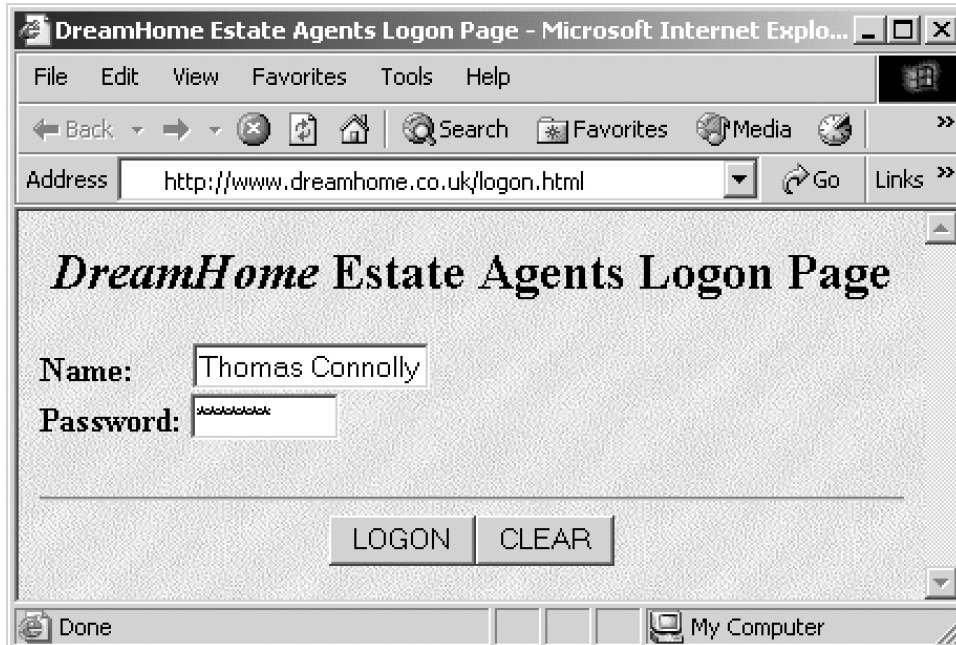 DreamHome Estate Agents Logon Page - Microsoft Internet Explo...
File Edit View Favorites Tools Help
Back Search Favorites Media
Address http://www.dreamhome.co.uk/logon.html Go Links
DreamHome Estate Agents Logon Page
Name: Thomas Connolly
Password: ********
LOGON CLEAR
Done My Computer